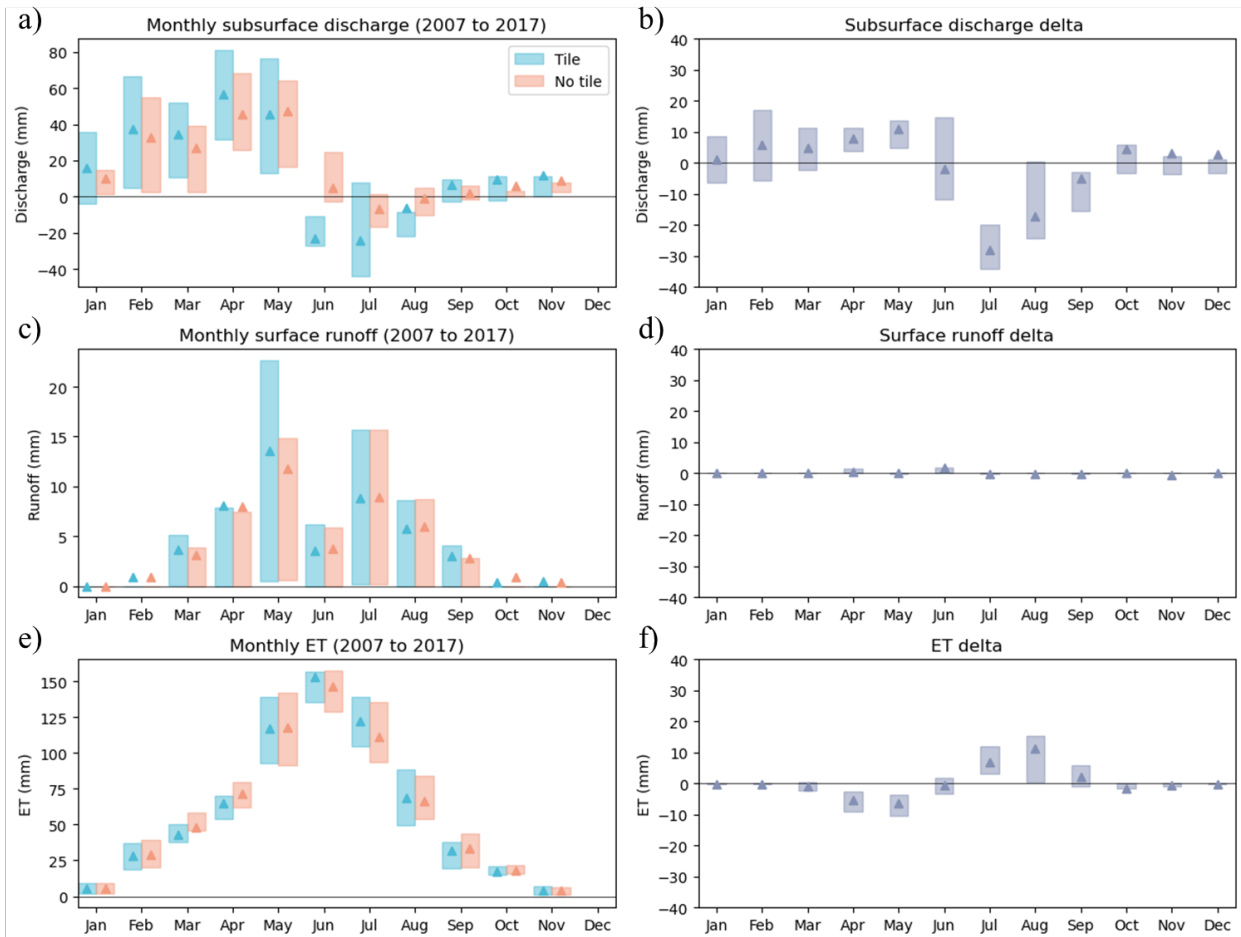 a)
Monthly subsurface discharge (2007 to 2017)
Discharge (mm)
80
60
40
20
0
−20
−40
Tile
No tile
Jan Feb Mar Apr May Jun Jul Aug Sep Oct Nov Dec
b)
Subsurface discharge delta
Discharge (mm)
40
30
20
10
0
−10
−20
−30
−40
Jan Feb Mar Apr May Jun Jul Aug Sep Oct Nov Dec
c)
Monthly surface runoff (2007 to 2017)
Runoff (mm)
20
15
10
5
0
Jan Feb Mar Apr May Jun Jul Aug Sep Oct Nov Dec
d)
Surface runoff delta
Runoff (mm)
40
30
20
10
0
−10
−20
−30
−40
Jan Feb Mar Apr May Jun Jul Aug Sep Oct Nov Dec
e)
Monthly ET (2007 to 2017)
ET (mm)
150
125
100
75
50
25
0
Jan Feb Mar Apr May Jun Jul Aug Sep Oct Nov Dec
f)
ET delta
ET (mm)
40
30
20
10
0
−10
−20
−30
−40
Jan Feb Mar Apr May Jun Jul Aug Sep Oct Nov Dec